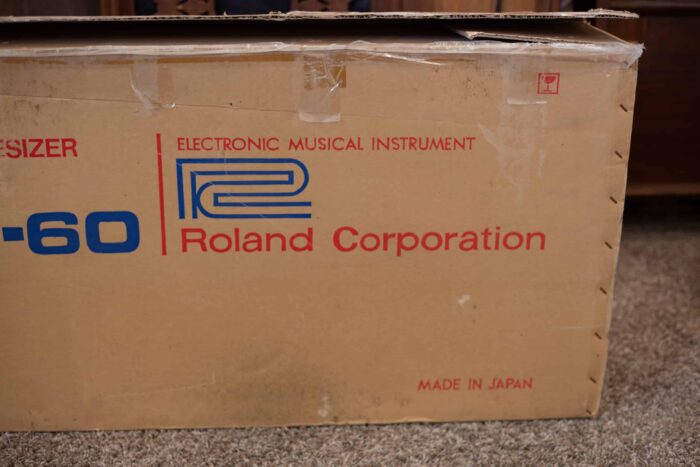 ESIZER
-60
ELECTRONIC MUSICAL INSTRUMENT
Roland Corporation
MADE IN JAPAN